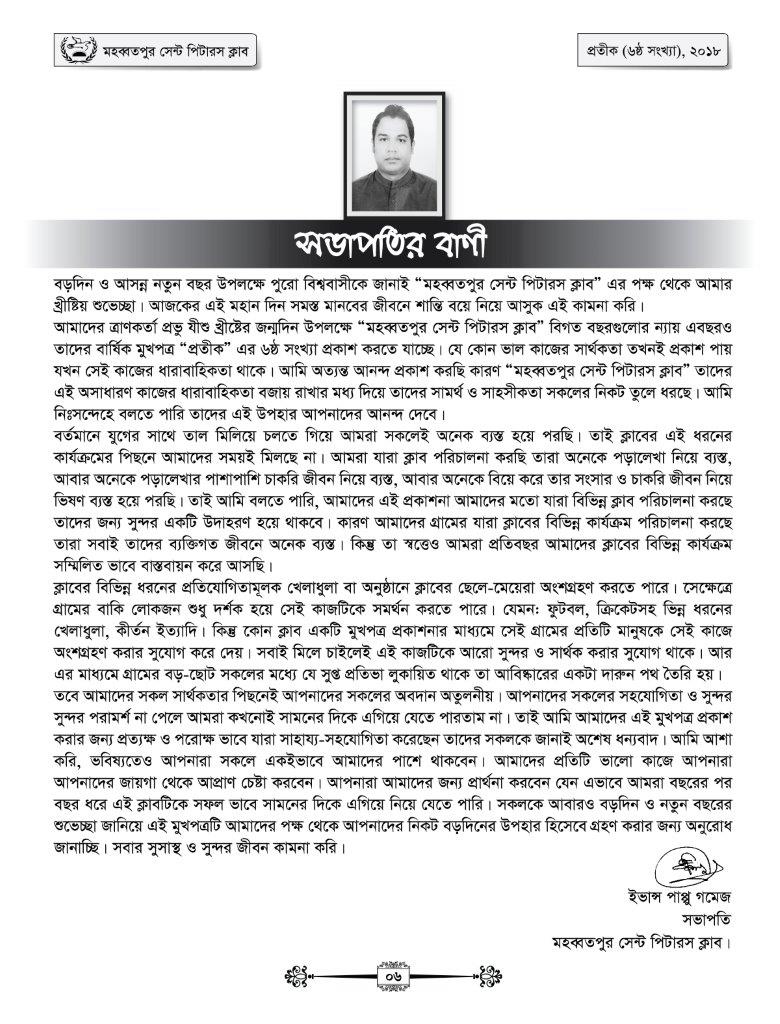 মহব্বতপুর সেন্ট পিটারস ক্লাব
প্রতীক (৬ষ্ঠ সংখ্যা), ২০১৮
সভাপতির বাণী
বড়দিন ও আসন্ন নতুন বছর উপলক্ষে পুরো বিশ্ববাসীকে জানাই “মহব্বতপুর সেন্ট পিটারস ক্লাব” এর পক্ষ থেকে আমার
খ্রীষ্টিয় শুভেচ্ছা। আজকের এই মহান দিন সমস্ত মানবের জীবনে শান্তি বয়ে নিয়ে আসুক এই কামনা করি।
আমাদের ত্রাণকর্তা প্রভু যীশু খ্রীষ্টের জন্মদিন উপলক্ষে “মহব্বতপুর সেন্ট পিটারস ক্লাব” বিগত বছরগুলোর ন্যায় এবছরও
তাদের বার্ষিক মুখপত্র “প্রতীক” এর ৬ষ্ঠ সংখ্যা প্রকাশ করতে যাচ্ছে। যে কোন ভাল কাজের সার্থকতা তখনই প্রকাশ পায়
যখন সেই কাজের ধারাবাহিকতা থাকে। আমি অত্যন্ত আনন্দ প্রকাশ করছি কারণ “মহব্বতপুর সেন্ট পিটারস ক্লাব” তাদের
এই অসাধারণ কাজের ধারাবাহিকতা বজায় রাখার মধ্য দিয়ে তাদের সামর্থ ও সাহসীকতা সকলের নিকট তুলে ধরছে। আমি
নিঃসন্দেহে বলতে পারি তাদের এই উপহার আপনাদের আনন্দ দেবে।
বর্তমানে যুগের সাথে তাল মিলিয়ে চলতে গিয়ে আমরা সকলেই অনেক ব্যস্ত হয়ে পরছি। তাই ক্লাবের এই ধরনের
কার্যক্রমের পিছনে আমাদের সময়ই মিলছে না। আমরা যারা ক্লাব পরিচালনা করছি তারা অনেকে পড়ালেখা নিয়ে ব্যস্ত,
আবার অনেকে পড়ালেখার পাশাপাশি চাকরি জীবন নিয়ে ব্যস্ত, আবার অনেকে বিয়ে করে তার সংসার ও চাকরি জীবন নিয়ে
ভিষণ ব্যস্ত হয়ে পরছি। তাই আমি বলতে পারি, আমাদের এই প্রকাশনা আমাদের মতো যারা বিভিন্ন ক্লাব পরিচালনা করছে
তাদের জন্য সুন্দর একটি উদাহরণ হয়ে থাকবে। কারণ আমাদের গ্রামের যারা ক্লাবের বিভিন্ন কার্যক্রম পরিচালনা করছে
তারা সবাই তাদের ব্যক্তিগত জীবনে অনেক ব্যস্ত। কিন্তু তা স্বত্তেও আমরা প্রতিবছর আমাদের ক্লাবের বিভিন্ন কার্যক্রম
সম্মিলিত ভাবে বাস্তবায়ন করে আসছি।
ক্লাবের বিভিন্ন ধরনের প্রতিযোগিতামূলক খেলাধুলা বা অনুষ্ঠানে ক্লাবের ছেলে-মেয়েরা অংশগ্রহণ করতে পারে। সেক্ষেত্রে
গ্রামের বাকি লোকজন শুধু দর্শক হয়ে সেই কাজটিকে সমর্থন করতে পারে। যেমন: ফুটবল, ক্রিকেটসহ ভিন্ন ধরনের
খেলাধুলা, কীর্তন ইত্যাদি। কিন্তু কোন ক্লাব একটি মুখপত্র প্রকাশনার মাধ্যমে সেই গ্রামের প্রতিটি মানুষকে সেই কাজে
অংশগ্রহণ করার সুযোগ করে দেয়। সবাই মিলে চাইলেই এই কাজটিকে আরো সুন্দর ও সার্থক করার সুযোগ থাকে। আর
এর মাধ্যমে গ্রামের বড়-ছোট সকলের মধ্যে যে সুপ্ত প্রতিভা লুকায়িত থাকে তা আবিষ্কারের একটা দারুন পথ তৈরি হয়।
তবে আমাদের সকল সার্থকতার পিছনেই আপনাদের সকলের অবদান অতুলনীয়। আপনাদের সকলের সহযোগিতা ও সুন্দর
সুন্দর পরামর্শ না পেলে আমরা কখনোই সামনের দিকে এগিয়ে যেতে পারতাম না। তাই আমি আমাদের এই মুখপত্র প্রকাশ
করার জন্য প্রত্যক্ষ ও পরোক্ষ ভাবে যারা সাহায্য-সহযোগিতা করেছেন তাদের সকলকে জানাই অশেষ ধন্যবাদ। আমি আশা
করি, ভবিষ্যতেও আপনারা সকলে একইভাবে আমাদের পাশে থাকবেন। আমাদের প্রতিটি ভালো কাজে আপনারা
আপনাদের জায়গা থেকে আপ্রাণ চেষ্টা করবেন। আপনারা আমাদের জন্য প্রার্থনা করবেন যেন এভাবে আমরা বছরের পর
বছর ধরে এই ক্লাবটিকে সফল ভাবে সামনের দিকে এগিয়ে নিয়ে যেতে পারি। সকলকে আবারও বড়দিন ও নতুন বছরের
শুভেচ্ছা জানিয়ে এই মুখপত্রটি আমাদের পক্ষ থেকে আপনাদের নিকট বড়দিনের উপহার হিসেবে গ্রহণ করার জন্য অনুরোধ
জানাচ্ছি। সবার সুসাস্থ ও সুন্দর জীবন কামনা করি।
ইভান্স পাপ্পু গমেজ
সভাপতি
মহব্বতপুর সেন্ট পিটারস ক্লাব।
০৬